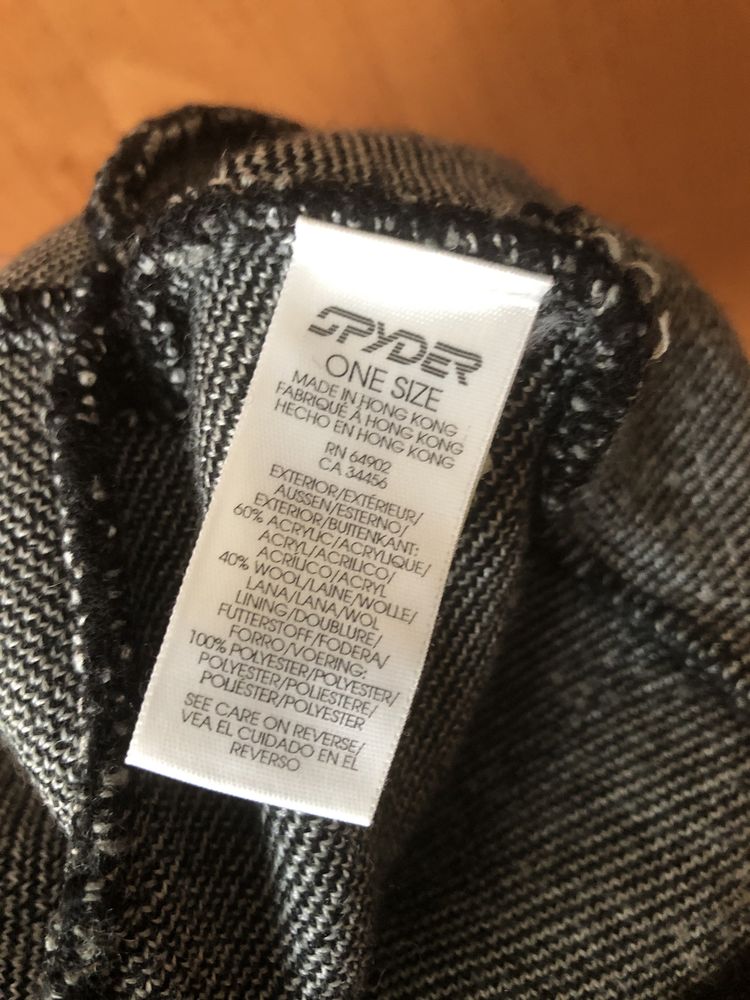 SPYDER
ONE SIZE
MADE IN HONG KONG
FABRIQUÉ À HONG KONG
HECHO EN HONG KONG
RN 64902
CA 34456
EXTERIOR/EXTÉRIEUR/
AUSSEN/ESTERNO/
EXTERIOR/BUITENKANT:
60% ACRYLIC/ACRYLIQUE/
ACRYL/ACRILICO/
ACRÍLICO/ACRYL
40% WOOL/LAINE/WOLLE/
LANA/LANA/WOL
LINING/DOUBLURE/
FUTTERSTOFF/FODERA/
FORRO/VOERING:
100% POLYESTER/POLYESTER/
POLYESTER/POLIESTERE/
POLIÉSTER/POLYESTER
SEE CARE ON REVERSE/
VEA EL CUIDADO EN EL
REVERSO